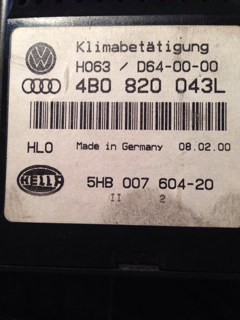 Klimabetätigung
H063 / D64-00-00
4B0 820 043L
HLO Made in Germany 08.02.00
HELLA 5HB 007 604-20
II 2